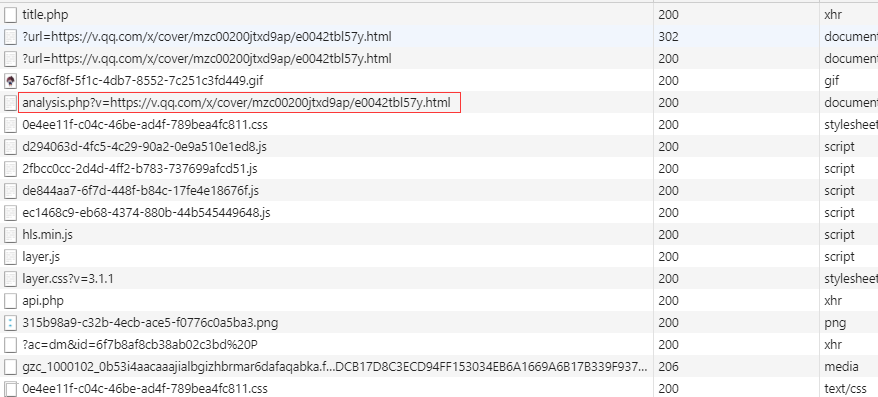 title.php 200 xhr
?url=https://v.qq.com/x/cover/mzc00200jtxd9ap/e0042tbl57y.html 302 documen
?url=https://v.qq.com/x/cover/mzc00200jtxd9ap/e0042tbl57y.html 200 documen
5a76cf8f-5f1c-4db7-8552-7c251c3fd449.gif 200 gif
analysis.php?v=https://v.qq.com/x/cover/mzc00200jtxd9ap/e0042tbl57y.html 200 documen
0e4ee11f-c04c-46be-ad4f-789bea4fc811.css 200 stylesheet
d294063d-4fc5-4c29-90a2-0e9a510e1ed8.js 200 script
2fbcc0cc-2d4d-4ff2-b783-737699afcd51.js 200 script
de844aa7-6f7d-448f-b84c-17fe4e18676f.js 200 script
ec1468c9-eb68-4374-880b-44b545449648.js 200 script
hls.min.js 200 script
layer.js 200 script
layer.css?v=3.1.1 200 stylesheet
api.php 200 xhr
315b98a9-c32b-4ecb-ace5-f0776c0a5ba3.png 200 png
?ac=dm&id=6f7b8af8cb38ab02c3bd%20P 200 xhr
gzc_1000102_0b53i4aacaaajialbgizhbrmar6dafaqabka.f...DCB17D8C3ECD94FF153034EB6A1669A6B17B339F937... 206 media
0e4ee11f-c04c-46be-ad4f-789bea4fc811.css 200 text/css